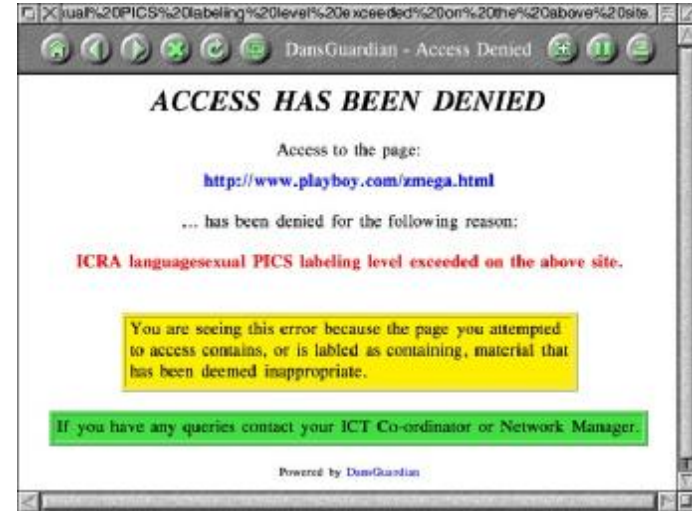 xual%20PICS%20labeling%20level%20exceeded%20on%20the%20above%20site.
DansGuardian - Access Denied
ACCESS HAS BEEN DENIED
Access to the page:
http://www.playboy.com/zmega.html
... has been denied for the following reason:
ICRA languagesexual PICS labeling level exceeded on the above site.
You are seeing this error because the page you attempted
to access contains, or is labled as containing, material that
has been deemed inappropriate.
If you have any queries contact your ICT Co-ordinator or Network Manager.
Powered by DansGuardian